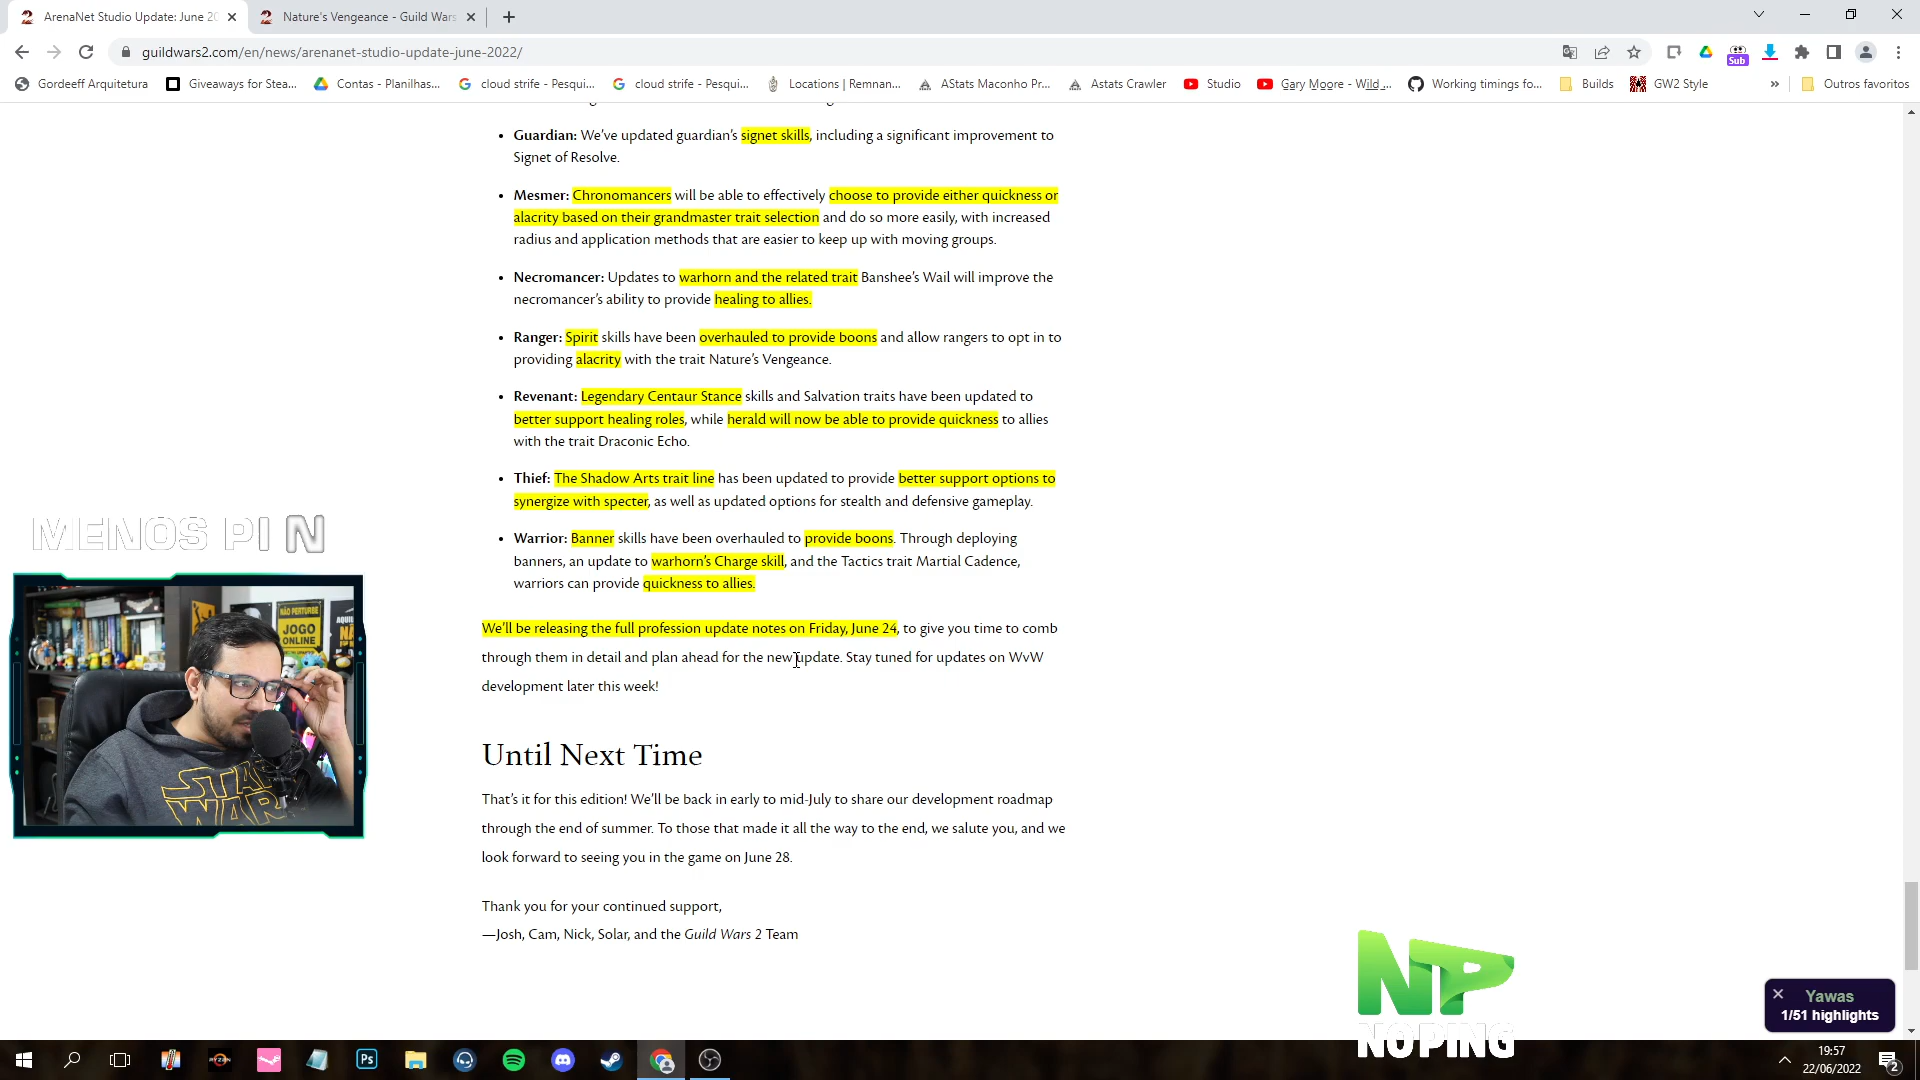 ArenaNet Studio Update: June 20
Nature's Vengeance - Guild Wars
guildwars2.com/en/news/arenanet-studio-update-june-2022/
Sub
Gordeeff Arquitetura
Giveaways for Stea...
Contas - Planilhas...
cloud strife - Pesqui...
cloud strife - Pesqui...
Locations | Remnan...
AStats Maconho Pr...
Astats Crawler
Studio
Gary Moore - Wild ...
Working timings fo...
Builds
GW2 Style
»
Outros favoritos
• Guardian: We've updated guardian's signet skills, including a significant improvement to
Signet of Resolve.
• Mesmer: Chronomancers will be able to effectively choose to provide either quickness or
alacrity based on their grandmaster trait selection and do so more easily, with increased
radius and application methods that are easier to keep up with moving groups.
• Necromancer: Updates to warhorn and the related trait Banshee's Wail will improve the
necromancer's ability to provide healing to allies.
• Ranger: Spirit skills have been overhauled to provide boons and allow rangers to opt in to
providing alacrity with the trait Nature's Vengeance.
• Revenant: Legendary Centaur Stance skills and Salvation traits have been updated to
better support healing roles, while herald will now be able to provide quickness to allies
with the trait Draconic Echo.
• Thief: The Shadow Arts trait line has been updated to provide better support options to
synergize with specter, as well as updated options for stealth and defensive gameplay.
• Warrior: Banner skills have been overhauled to provide boons. Through deploying
banners, an update to warhorn's Charge skill, and the Tactics trait Martial Cadence,
warriors can provide quickness to allies.
We'll be releasing the full profession update notes on Friday, June 24, to give you time to comb
through them in detail and plan ahead for the new update. Stay tuned for updates on WvW
development later this week!
Until Next Time
That's it for this edition! We'll be back in early to mid-July to share our development roadmap
through the end of summer. To those that made it all the way to the end, we salute you, and we
look forward to seeing you in the game on June 28.
Thank you for your continued support,
—Josh, Cam, Nick, Solar, and the Guild Wars 2 Team
MENOS PI N
NÃO PERTURBE
JOGO
ONLINE
STAR
WAR
NP
NOPING
Yawas
1/51 highlights
Ps
19:57
22/06/2022
2